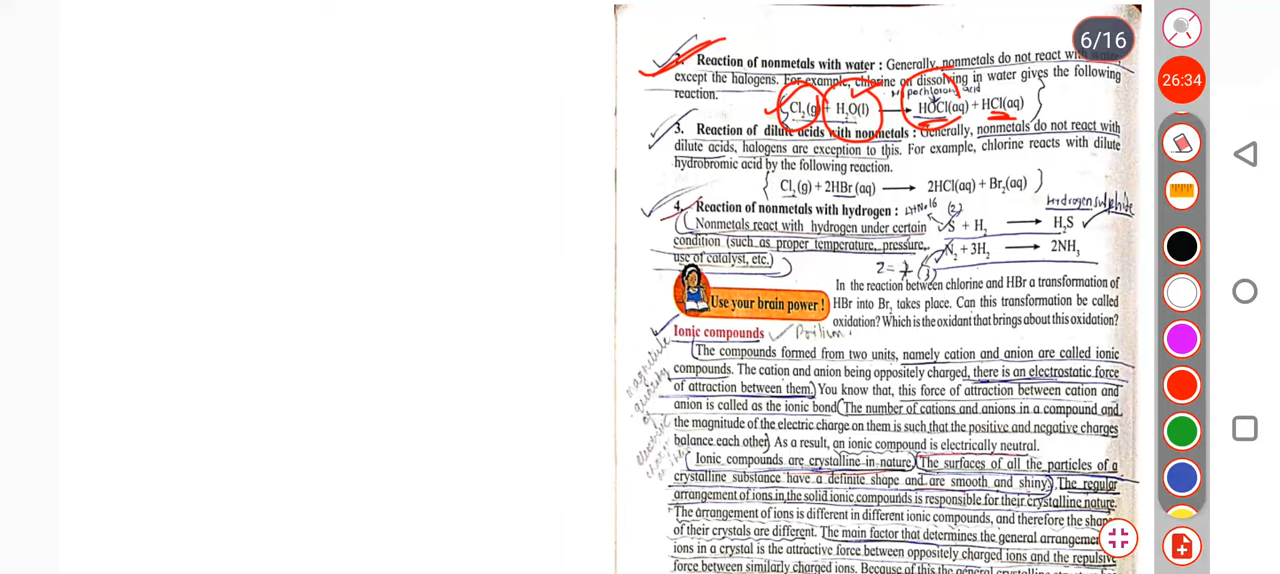 6/16
26:34
2. Reaction of nonmetals with water : Generally, nonmetals do not react with water
except the halogens. For example, chlorine on dissolving in water gives the following
reaction.
Cl2(g) + H2O(l) ⟶ HOCl(aq) + HCl(aq)
3. Reaction of dilute acids with nonmetals : Generally, nonmetals do not react with
dilute acids, halogens are exception to this. For example, chlorine reacts with dilute
hydrobromic acid by the following reaction.
Cl2(g) + 2HBr (aq) ⟶ 2HCl(aq) + Br2(aq)
Hydrogen sulphide
4. Reaction of nonmetals with hydrogen :
Nonmetals react with hydrogen under certain S + H2 ⟶ H2S
condition (such as proper temperature, pressure, N2 + 3H2 ⟶ 2NH3
use of catalyst, etc.)
In the reaction between chlorine and HBr a transformation of
Use your brain power ! HBr into Br2 takes place. Can this transformation be called
oxidation? Which is the oxidant that brings about this oxidation?
Ionic compounds
The compounds formed from two units, namely cation and anion are called ionic
compounds. The cation and anion being oppositely charged, there is an electrostatic force
of attraction between them. You know that, this force of attraction between cation and
anion is called as the ionic bond. The number of cations and anions in a compound and
the magnitude of the electric charge on them is such that the positive and negative charges
balance each other. As a result, an ionic compound is electrically neutral.
Ionic compounds are crystalline in nature. The surfaces of all the particles of a
crystalline substance have a definite shape and are smooth and shiny. The regular
arrangement of ions in the solid ionic compounds is responsible for their crystalline nature.
The arrangement of ions is different in different ionic compounds, and therefore the
of their crystals are different. The main factor that determines the general
ions in a crystal is the attractive force between oppositely charged ions and the repulsive
force between similarly charged ions. Because of this the general